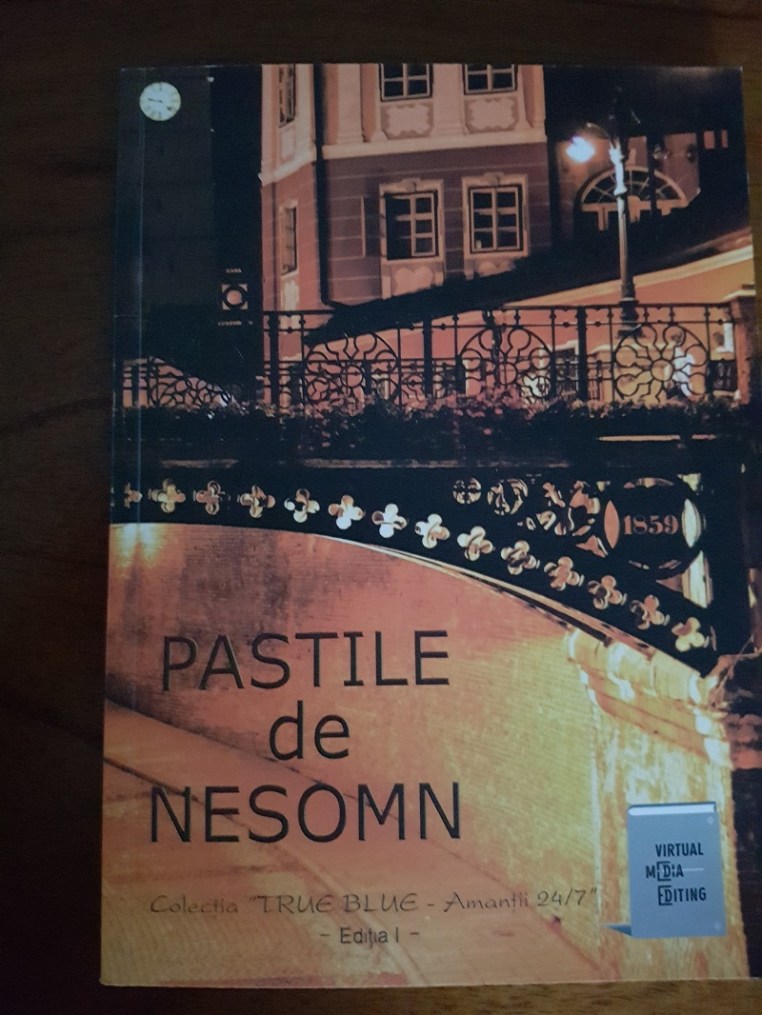 1859
PASTILE
de
NESOMN
Colecția "TRUE BLUE - Amanții 24/7"
- Ediția I -
VIRTUAL
MEDIA
EDITING